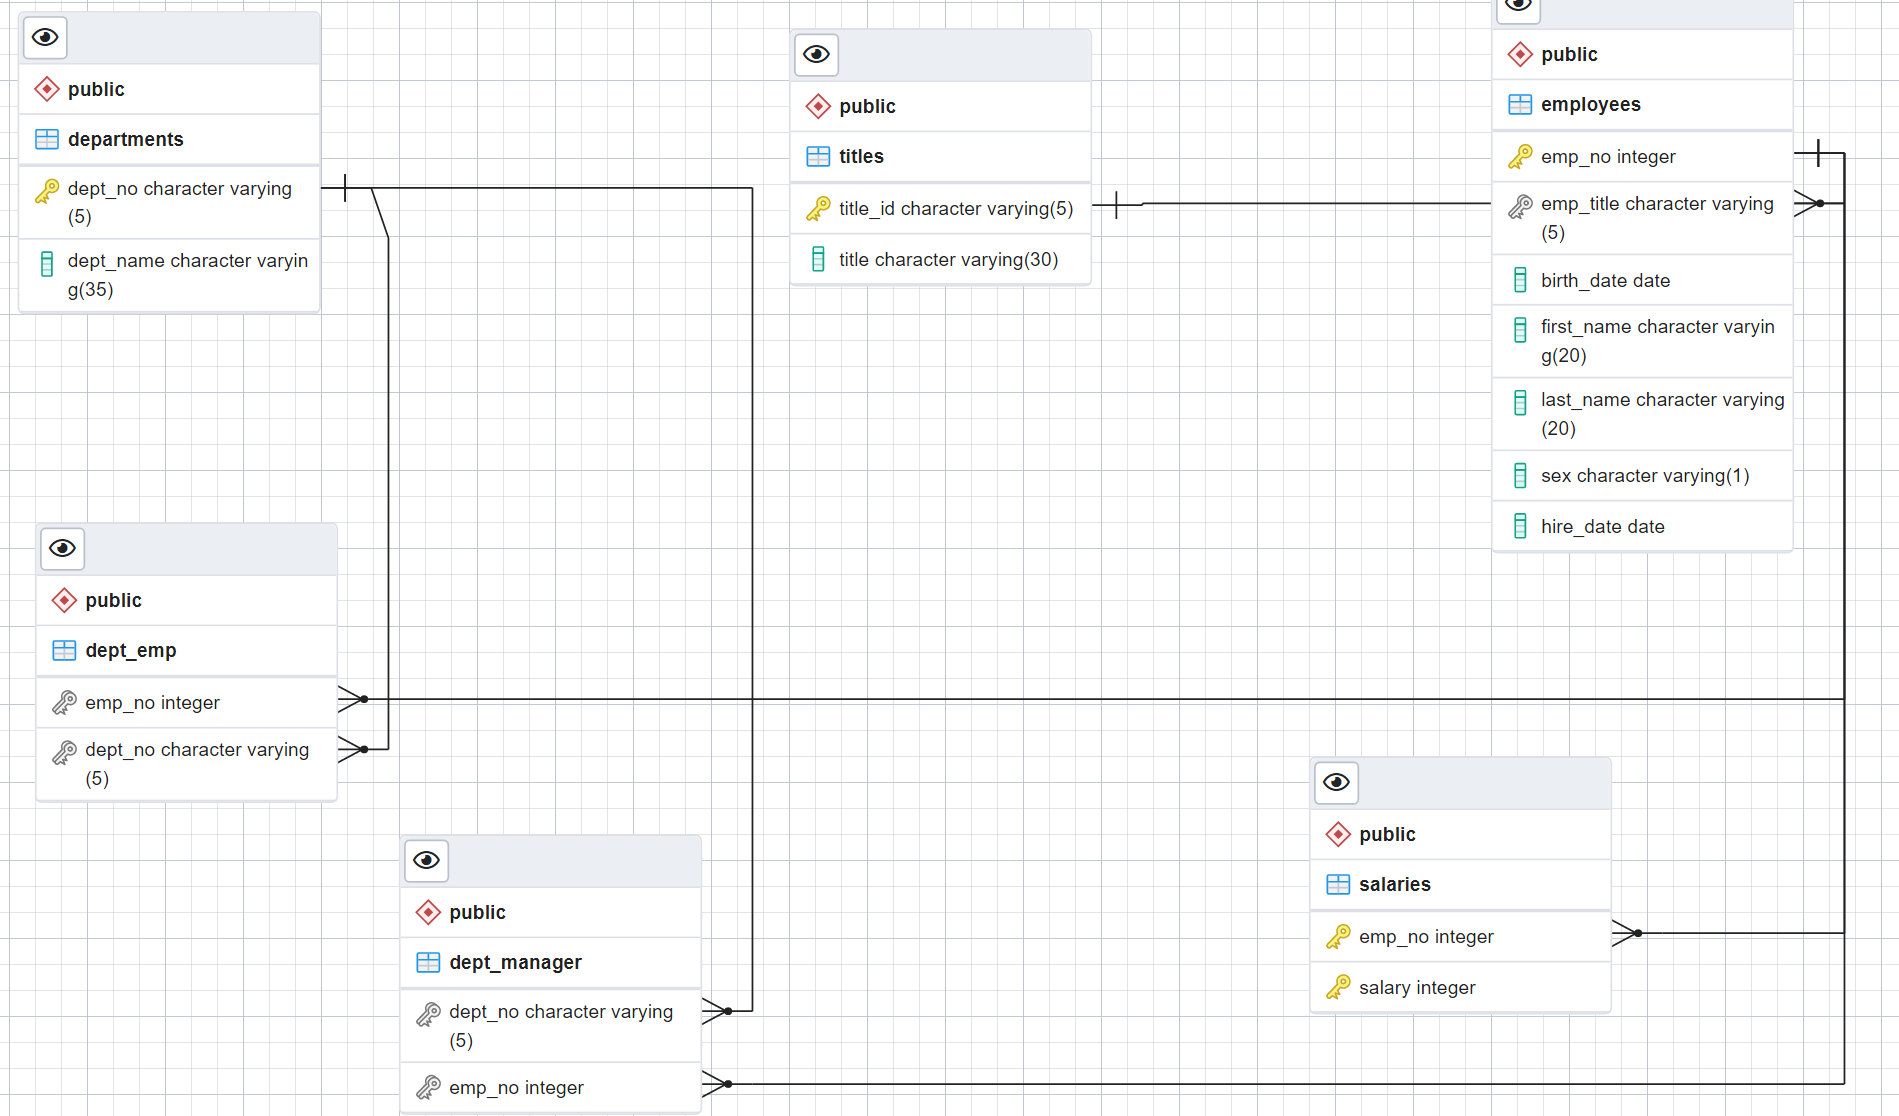 public
departments
dept_no character varying
(5)
dept_name character varyin
g(35)
public
titles
title_id character varying(5)
title character varying(30)
public
employees
emp_no integer
emp_title character varying
(5)
birth_date date
first_name character varyin
g(20)
last_name character varying
(20)
sex character varying(1)
hire_date date
public
dept_emp
emp_no integer
dept_no character varying
(5)
public
dept_manager
dept_no character varying
(5)
emp_no integer
public
salaries
emp_no integer
salary integer